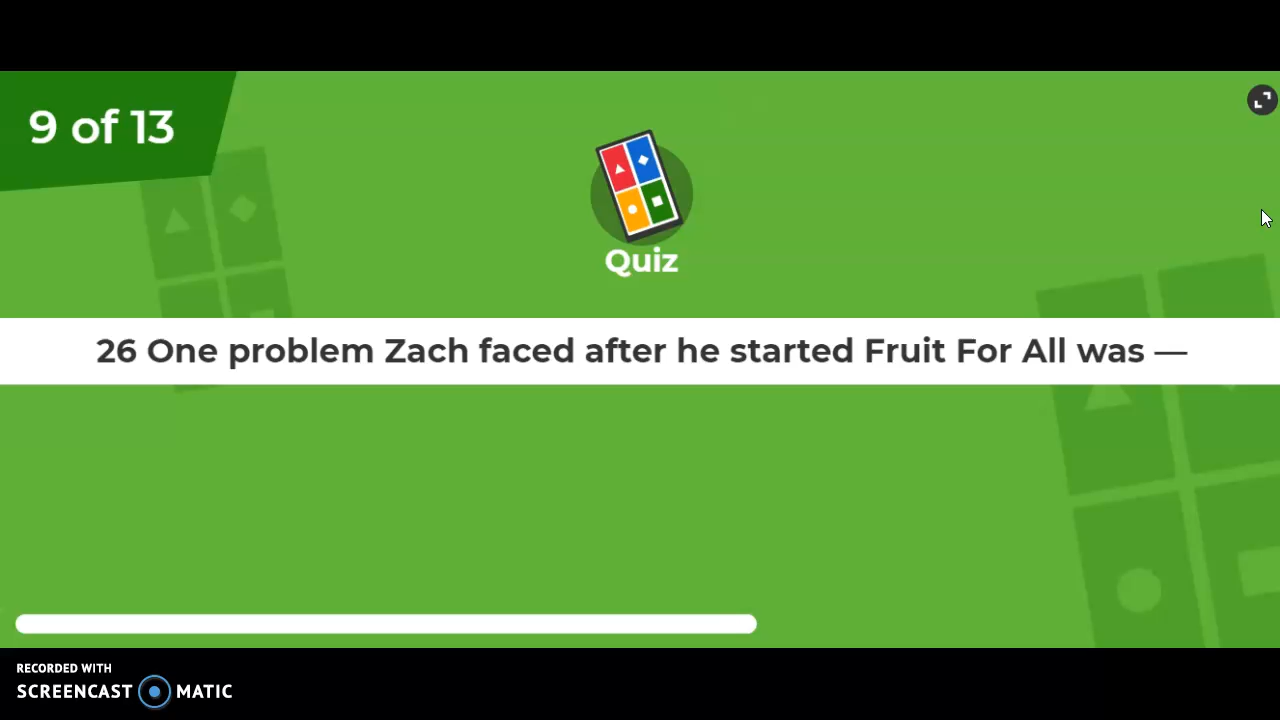 9 of 13
Quiz
26 One problem Zach faced after he started Fruit For All was —
RECORDED WITH
SCREENCAST MATIC